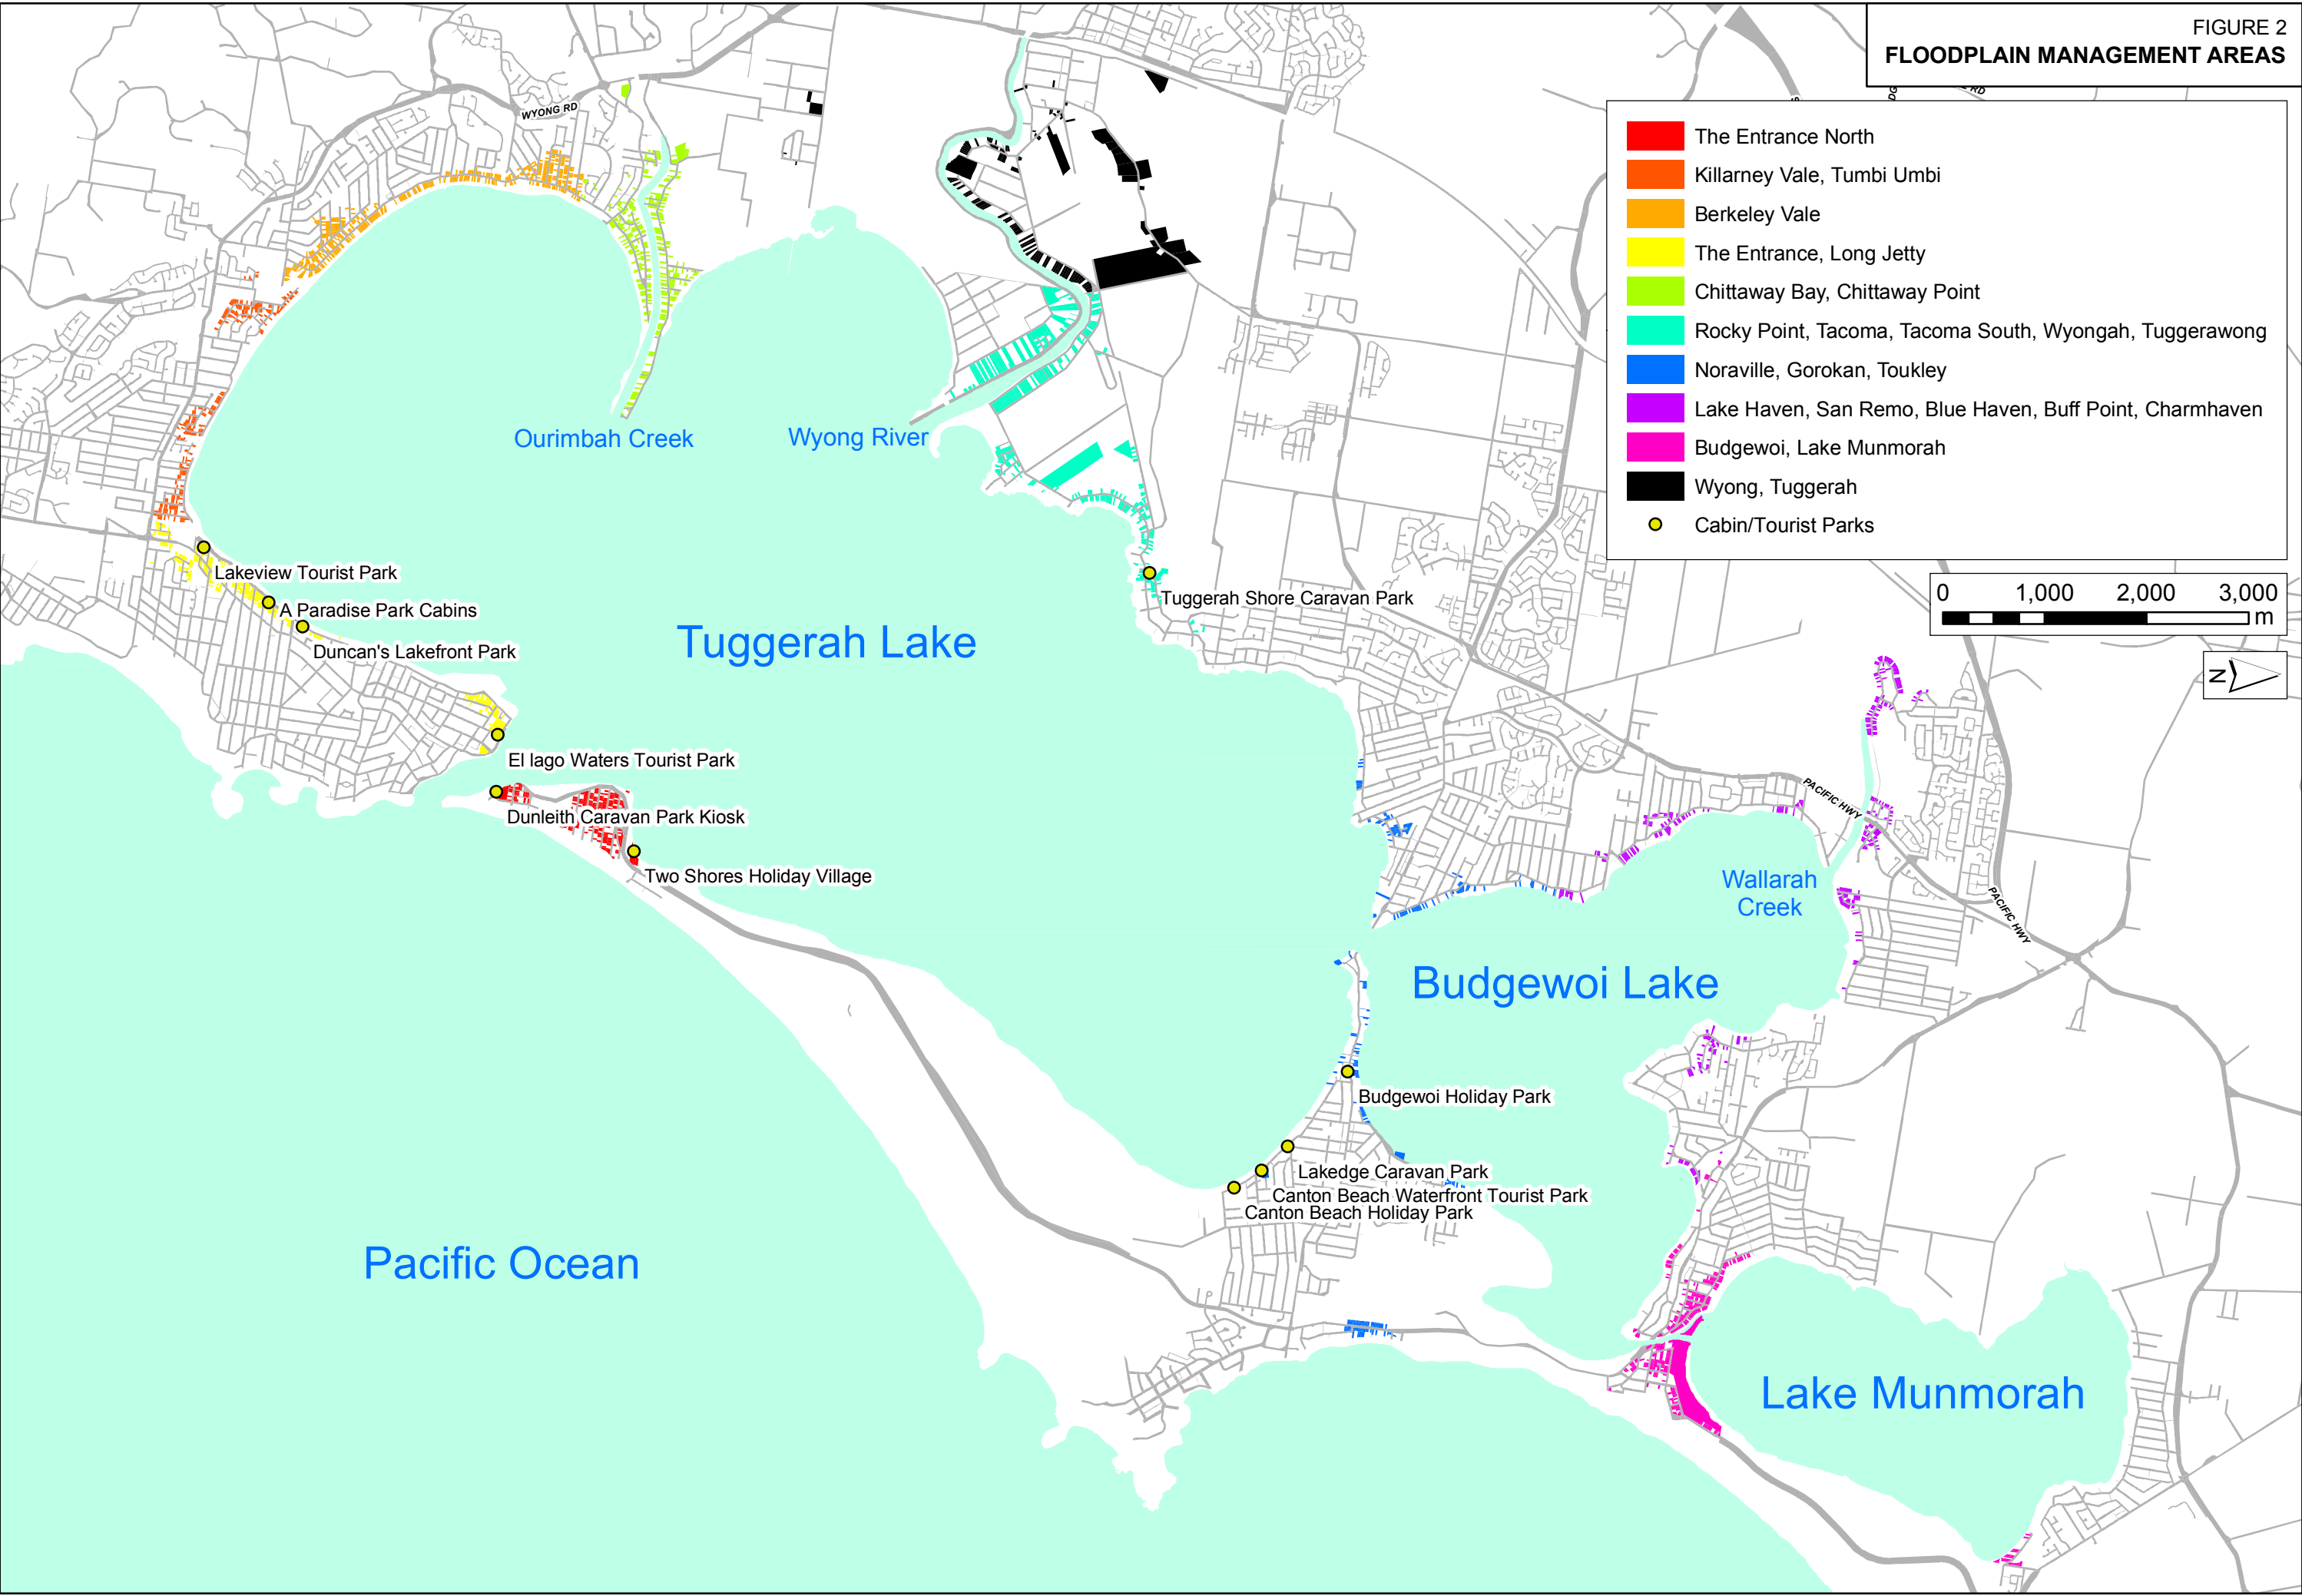 FIGURE 2
FLOODPLAIN MANAGEMENT AREAS
RD
WYONG RD
The Entrance North
Killarney Vale, Tumbi Umbi
Berkeley Vale
The Entrance, Long Jetty
Chittaway Bay, Chittaway Point
Rocky Point, Tacoma, Tacoma South, Wyongah, Tuggerawong
Noraville, Gorokan, Toukley
Lake Haven, San Remo, Blue Haven, Buff Point, Charmhaven
Budgewoi, Lake Munmorah
Wyong, Tuggerah
Cabin/Tourist Parks
0 1,000 2,000 3,000
m
N
Ourimbah Creek
Wyong River
Lakeview Tourist Park
A Paradise Park Cabins
Duncan's Lakefront Park
Tuggerah Shore Caravan Park
Tuggerah Lake
El lago Waters Tourist Park
Dunleith Caravan Park Kiosk
Two Shores Holiday Village
PACIFIC HWY
Wallarah
Creek
PACIFIC HWY
Budgewoi Lake
Budgewoi Holiday Park
Lakedge Caravan Park
Canton Beach Waterfront Tourist Park
Canton Beach Holiday Park
Pacific Ocean
Lake Munmorah